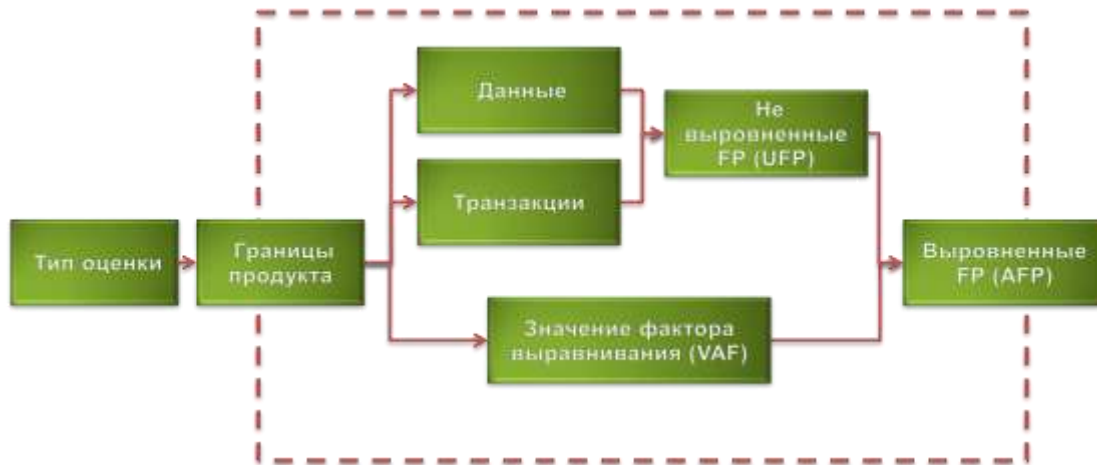 Данные
Не
выровненные
FP (UFP)
Транзакции
Тип оценки
Границы
продукта
Выровненные
FP (AFP)
Значение фактора
выравнивания (VAF)